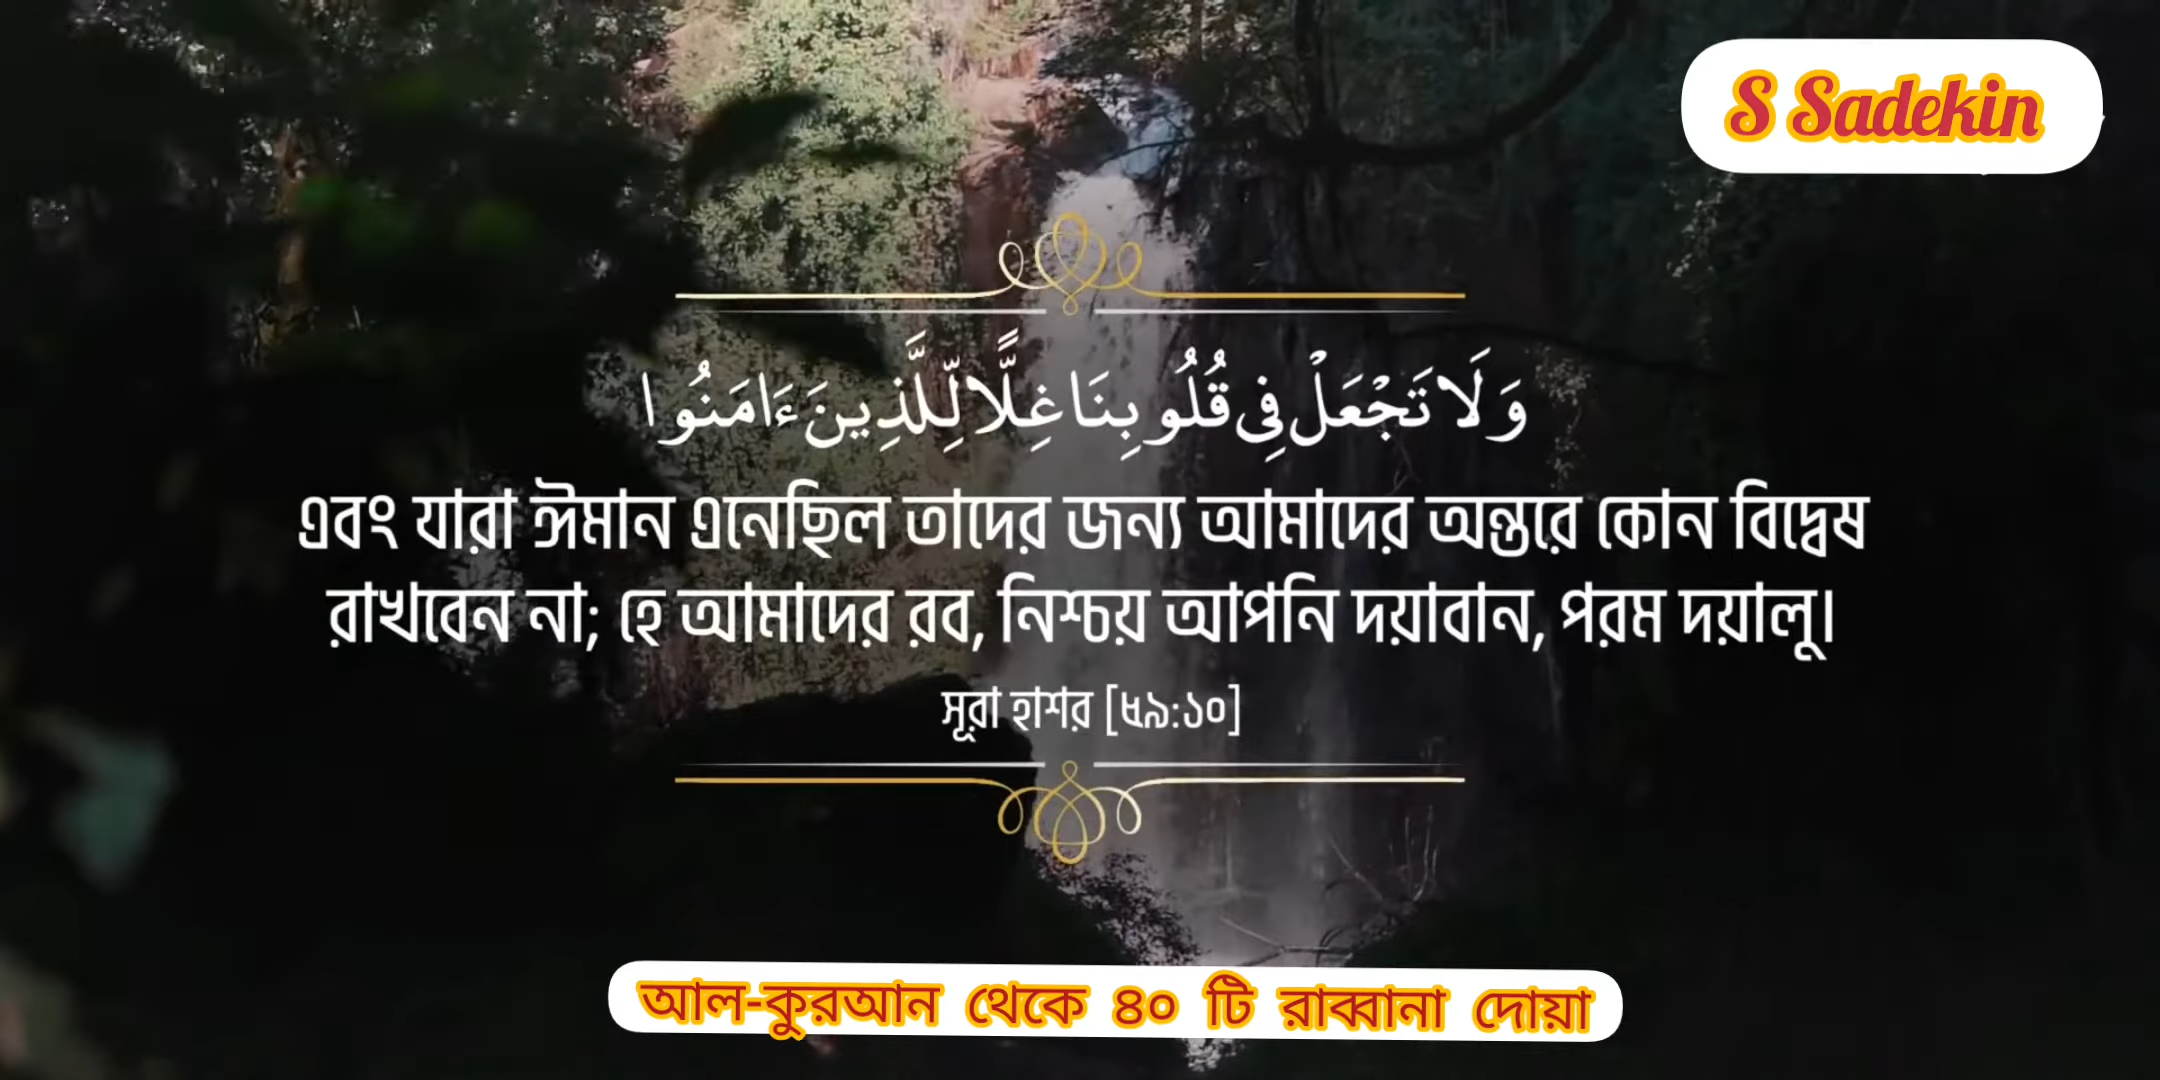 S Sadekin
وَلَا تَجْعَلْ فِى قُلُوبِنَا غِلًّا لِّلَّذِينَ ءَامَنُوا
এবং যারা ঈমান এনেছিল তাদের জন্য আমাদের অন্তরে কোন বিদ্বেষ
রাখবেন না; হে আমাদের রব, নিশ্চয় আপনি দয়াবান, পরম দয়ালু।
সূরা হাশর [৫৯:১০]
আল-কুরআন থেকে ৪০ টি রাব্বানা দোয়া